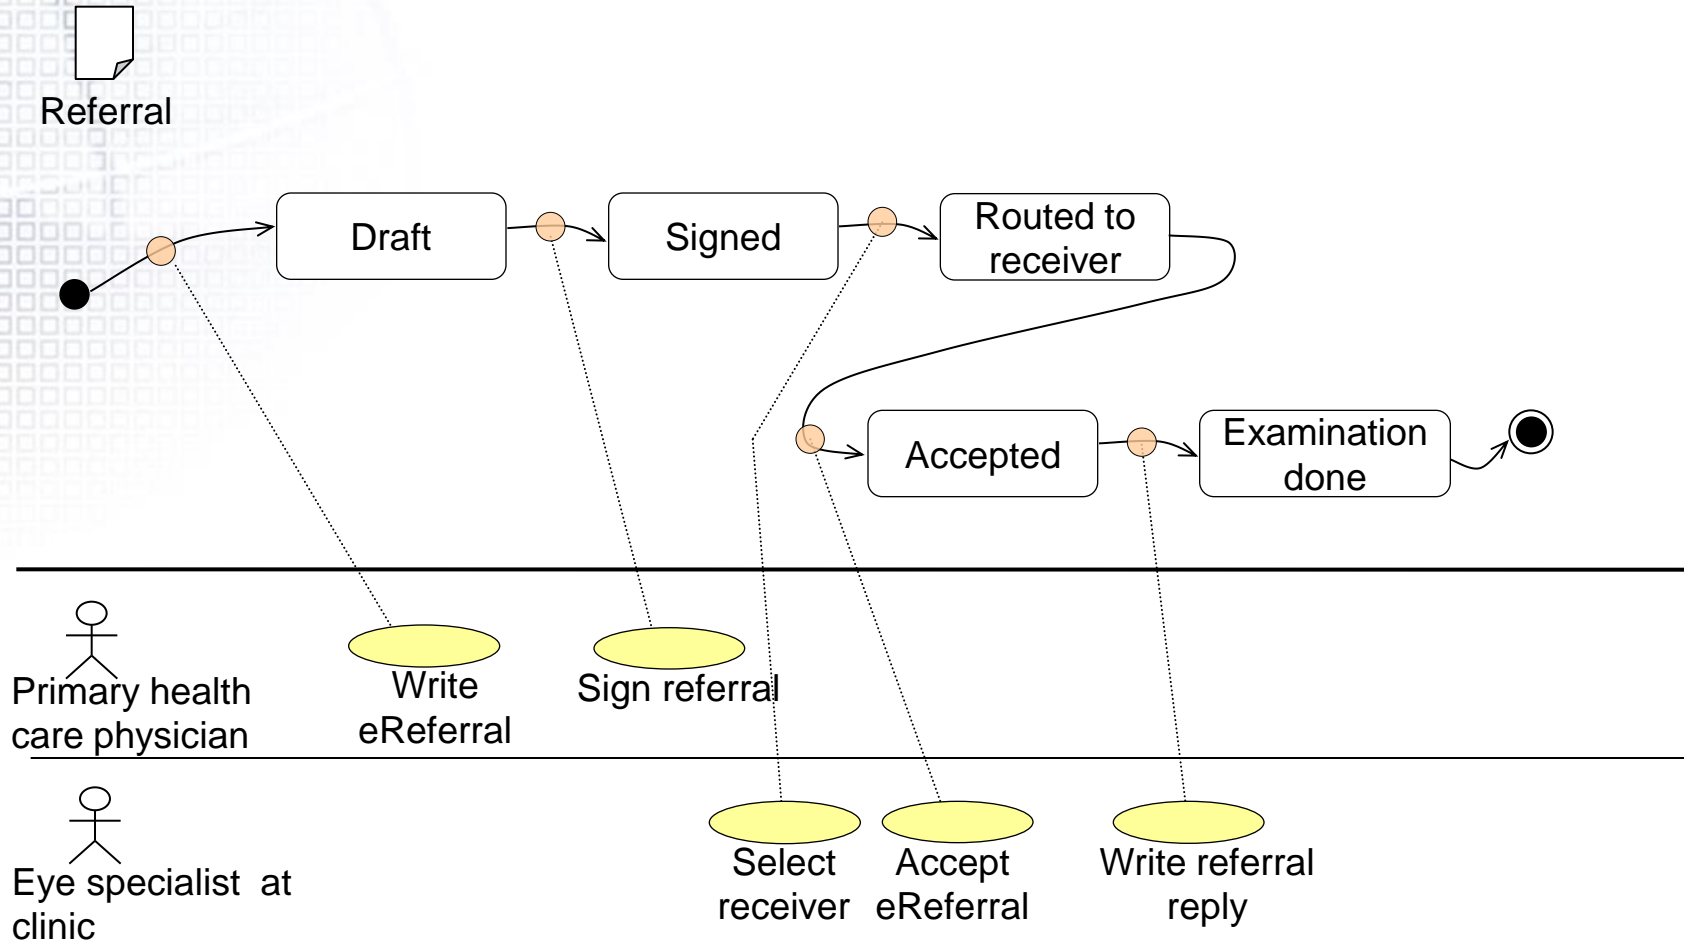 Referral
Draft
Signed
Routed to
receiver
Accepted
Examination
done
Primary health
care physician
Write
eReferral
Sign referral
Eye specialist at
clinic
Select
receiver
Accept
eReferral
Write referral
reply